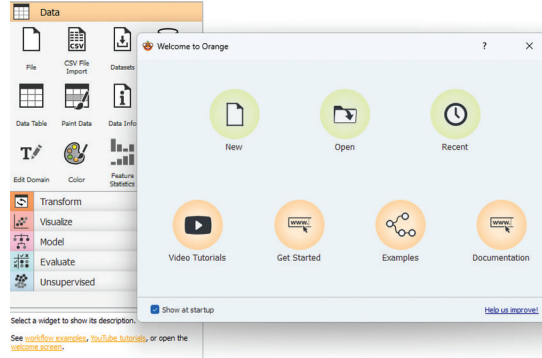 Data
CSV
File
CSV File
Import
Datasets
Data Table
Paint Data
Data Info
Edit Domain
Color
Feature
Statistics
Transform
Visualize
Model
Evaluate
Unsupervised
Select a widget to show its description.
See workflow examples, YouTube tutorials, or open the
welcome screen.
Welcome to Orange
?
New
Open
Recent
www.
www.
Video Tutorials
Get Started
Examples
Documentation
Show at startup
Help us improve!